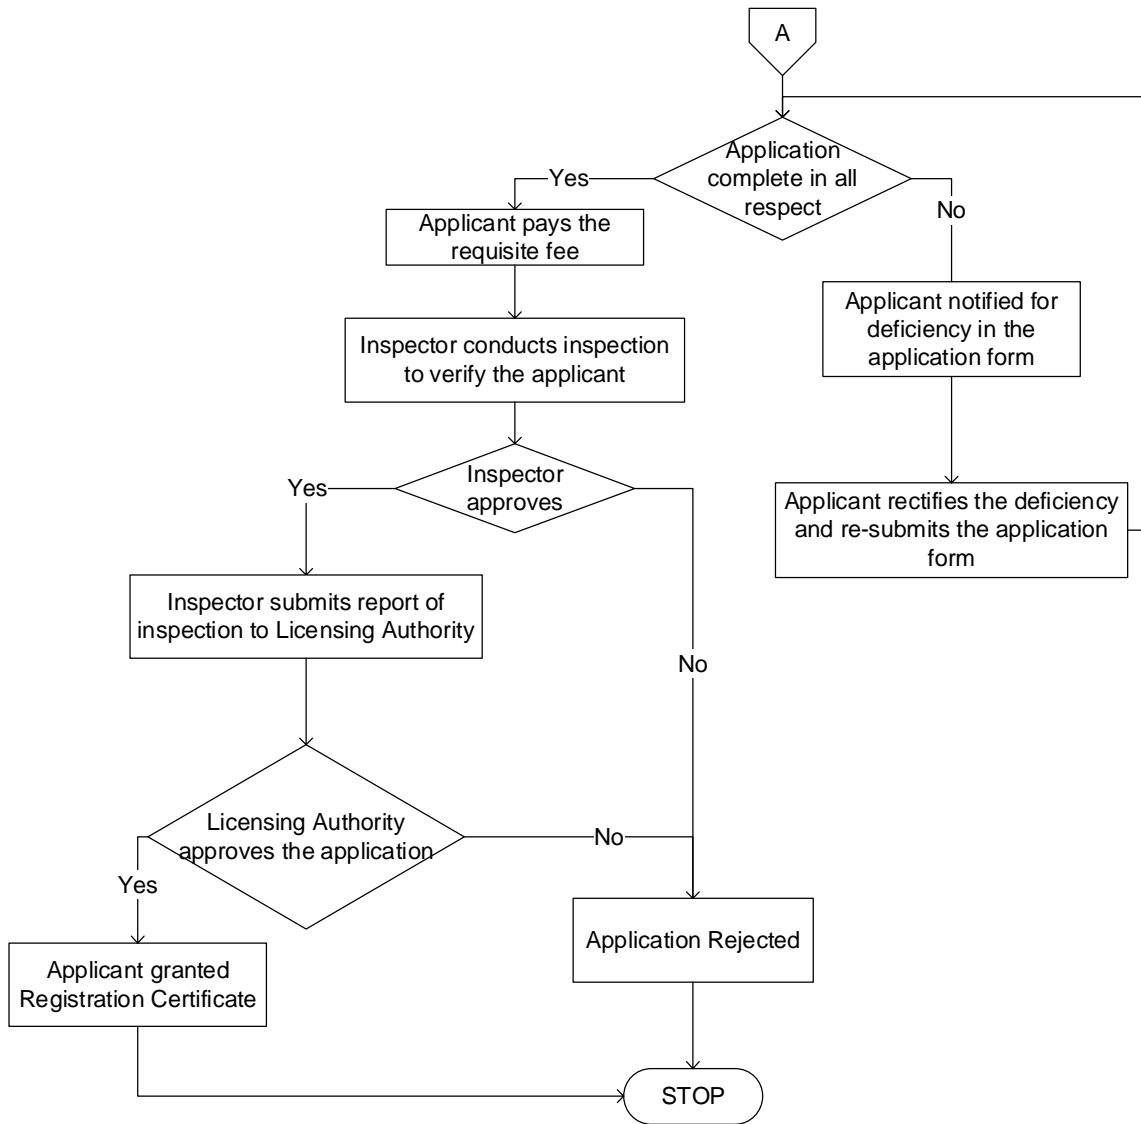 A
Application
complete in all
respect
Yes
No
Applicant pays the
requisite fee
Applicant notified for
deficiency in the
application form
Inspector conducts inspection
to verify the applicant
Inspector
approves
Yes
Applicant rectifies the deficiency
and re-submits the application
form
Inspector submits report of
inspection to Licensing Authority
No
Licensing Authority
approves the application
No
Yes
Application Rejected
Applicant granted
Registration Certificate
STOP